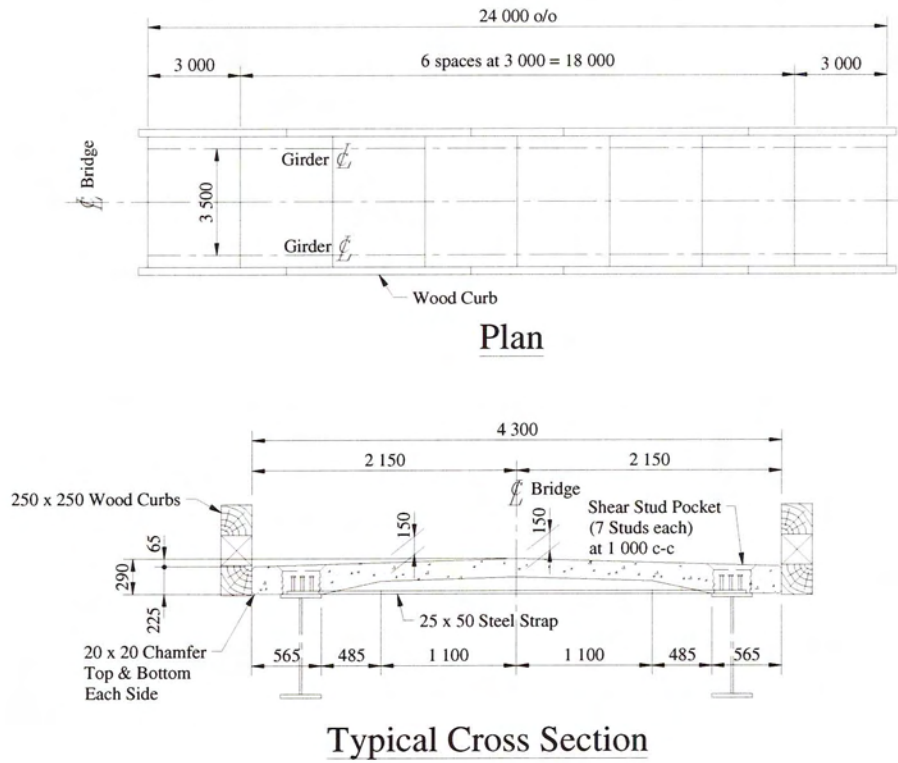 24 000 o/o
3 000
6 spaces at 3 000 = 18 000
3 000
℄ Bridge
3 500
Girder ℄
Girder ℄
Wood Curb
Plan
4 300
2 150
2 150
℄ Bridge
250 x 250 Wood Curbs
Shear Stud Pocket
(7 Studs each)
at 1 000 c-c
150
150
65
290
225
25 x 50 Steel Strap
20 x 20 Chamfer
Top & Bottom
Each Side
565
485
1 100
1 100
485
565
Typical Cross Section